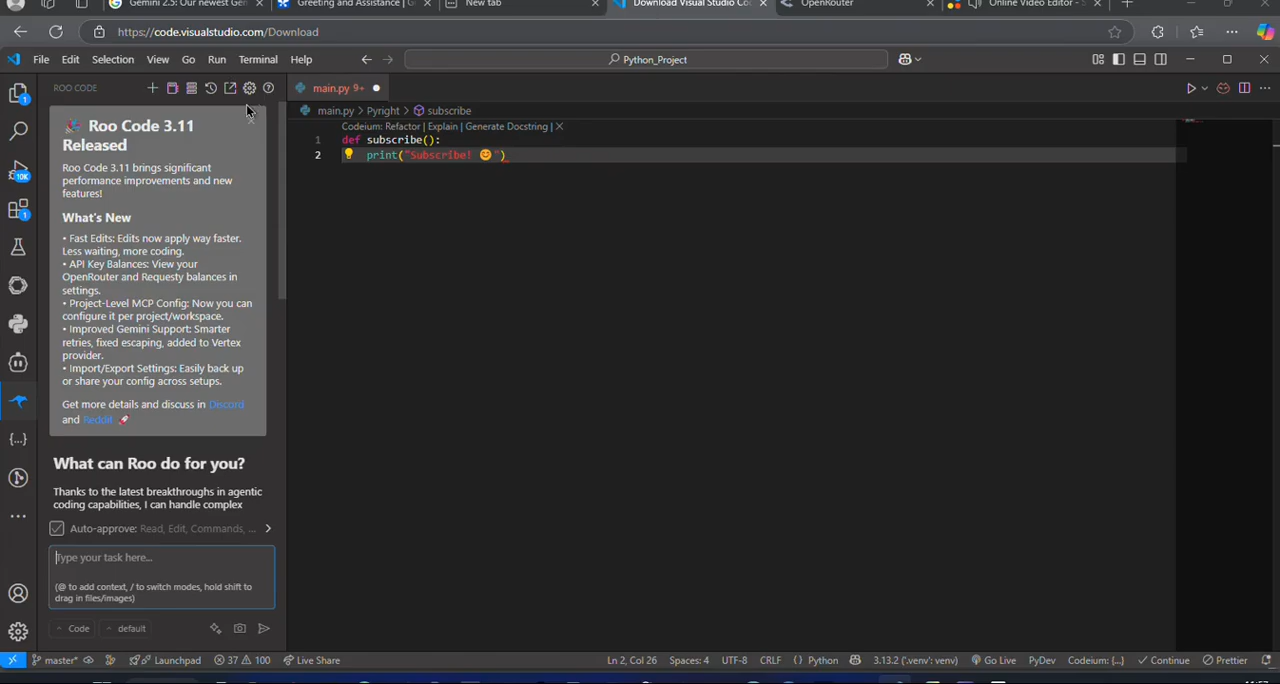 Gemini 2.5: Our newest Gem
Greeting and Assistance | G
New tab
Download Visual Studio Co
OpenRouter
Online Video Editor -
https://code.visualstudio.com/Download
File Edit Selection View Go Run Terminal Help
Python_Project
ROO CODE
main.py 9+
main.py > Pyright > subscribe
Codeium: Refactor | Explain | Generate Docstring | X
1 def subscribe():
2 print("Subscribe! 😊")
1
10K
1
🎉 Roo Code 3.11
Released
Roo Code 3.11 brings significant
performance improvements and new
features!
What's New
• Fast Edits: Edits now apply way faster.
Less waiting, more coding.
• API Key Balances: View your
OpenRouter and Requesty balances in
settings.
• Project-Level MCP Config: Now you can
configure it per project/workspace.
• Improved Gemini Support: Smarter
retries, fixed escaping, added to Vertex
provider.
• Import/Export Settings: Easily back up
or share your config across setups.
Get more details and discuss in Discord
and Reddit 🚀
What can Roo do for you?
Thanks to the latest breakthroughs in agentic
coding capabilities, I can handle complex
Auto-approve: Read, Edit, Commands, ...
Type your task here...
(@ to add context, / to switch modes, hold shift to
drag in files/images)
Code default
master* Launchpad 37 100 Live Share Ln 2, Col 26 Spaces: 4 UTF-8 CRLF Python 3.13.2 ('.venv': venv) Go Live PyDev Codeium: {...} Continue Prettier